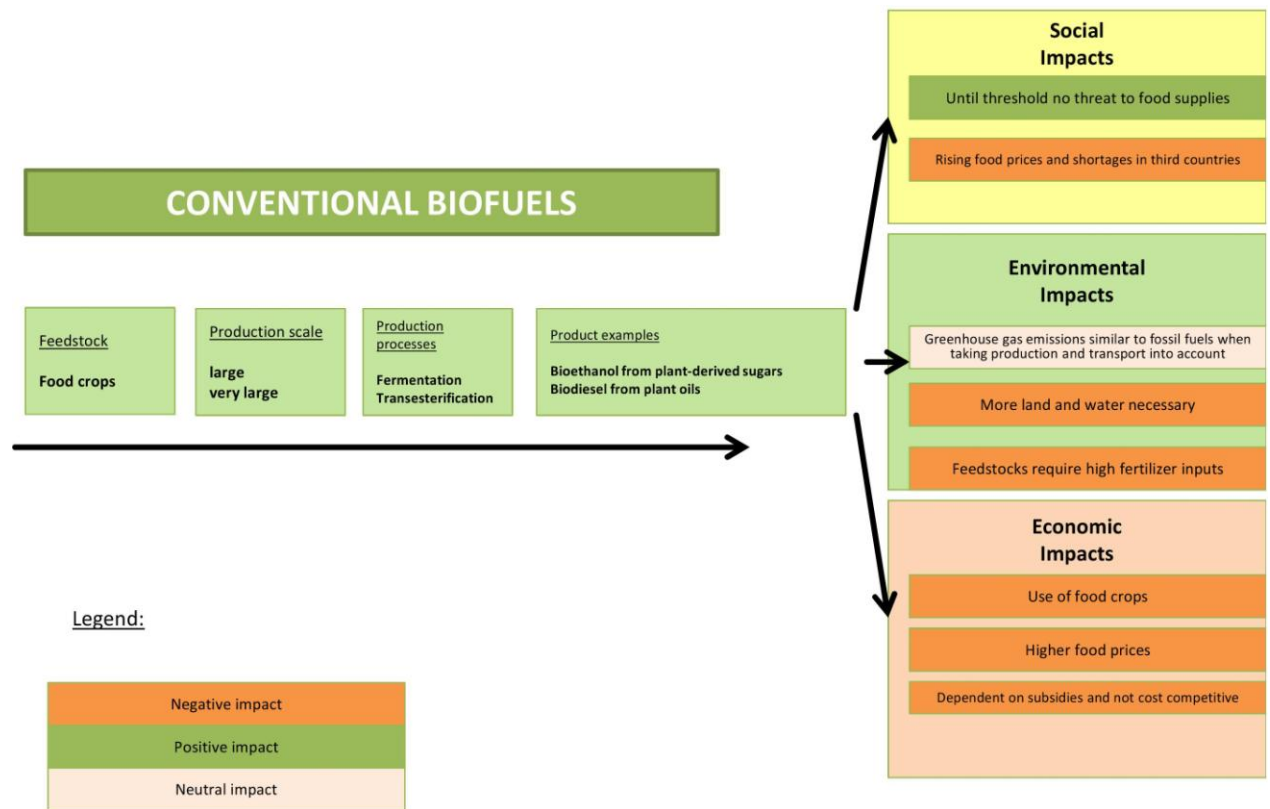 CONVENTIONAL BIOFUELS
Feedstock
Food crops
Production scale
large
very large
Production
processes
Fermentation
Transesterification
Product examples
Bioethanol from plant-derived sugars
Biodiesel from plant oils
Social
Impacts
Until threshold no threat to food supplies
Rising food prices and shortages in third countries
Environmental
Impacts
Greenhouse gas emissions similar to fossil fuels when
taking production and transport into account
More land and water necessary
Feedstocks require high fertilizer inputs
Economic
Impacts
Use of food crops
Higher food prices
Dependent on subsidies and not cost competitive
Legend:
Negative impact
Positive impact
Neutral impact